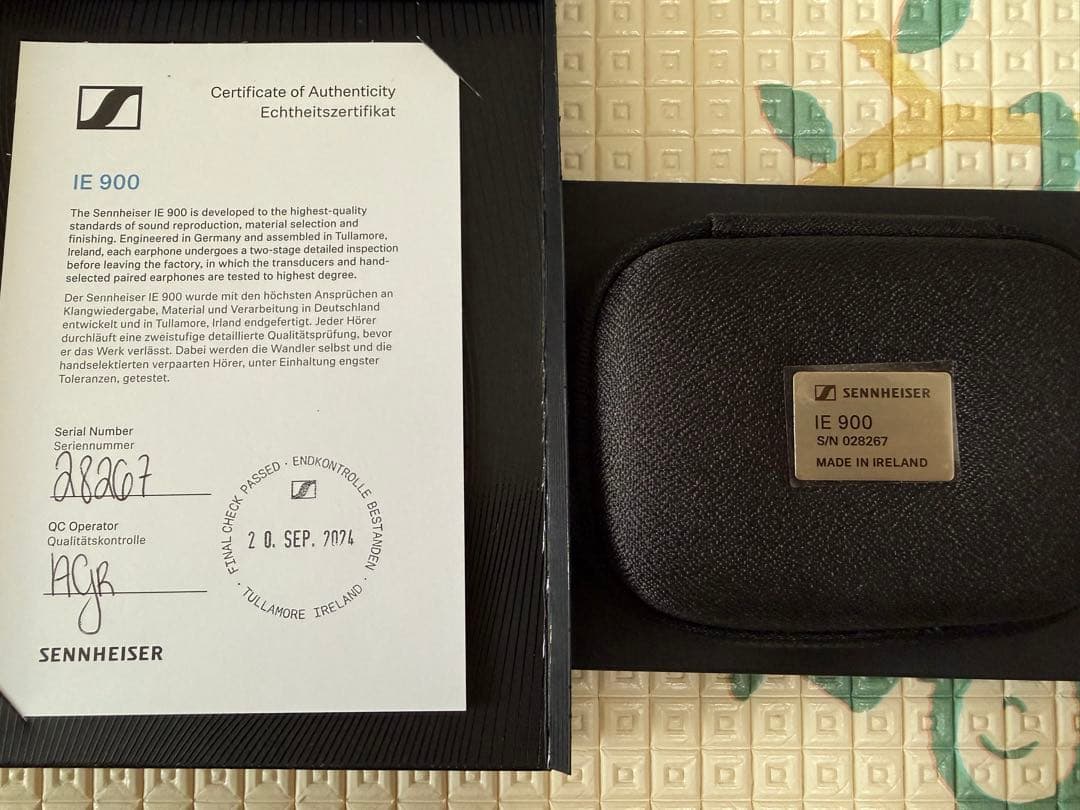 Certificate of Authenticity
Echtheitszertifikat
IE 900
The Sennheiser IE 900 is developed to the highest-quality
standards of sound reproduction, material selection and
finishing. Engineered in Germany and assembled in Tullamore,
Ireland, each earphone undergoes a two-stage detailed inspection
before leaving the factory, in which the transducers and hand-
selected paired earphones are tested to highest degree.
Der Sennheiser IE 900 wurde mit den höchsten Ansprüchen an
Klangwiedergabe, Material und Verarbeitung in Deutschland
entwickelt und in Tullamore, Irland endgefertigt. Jeder Hörer
durchläuft eine zweistufige detaillierte Qualitätsprüfung, bevor
er das Werk verlässt. Dabei werden die Wandler selbst und die
handselektierten verpaarten Hörer, unter Einhaltung engster
Toleranzen, getestet.
Serial Number
Seriennummer
28267
QC Operator
Qualitätskontrolle
AGR
FINAL CHECK PASSED · ENDKONTROLLE BESTANDEN ·
20. SEP. 2024
TULLAMORE IRELAND ·
SENNHEISER
SENNHEISER
IE 900
S/N 028267
MADE IN IRELAND